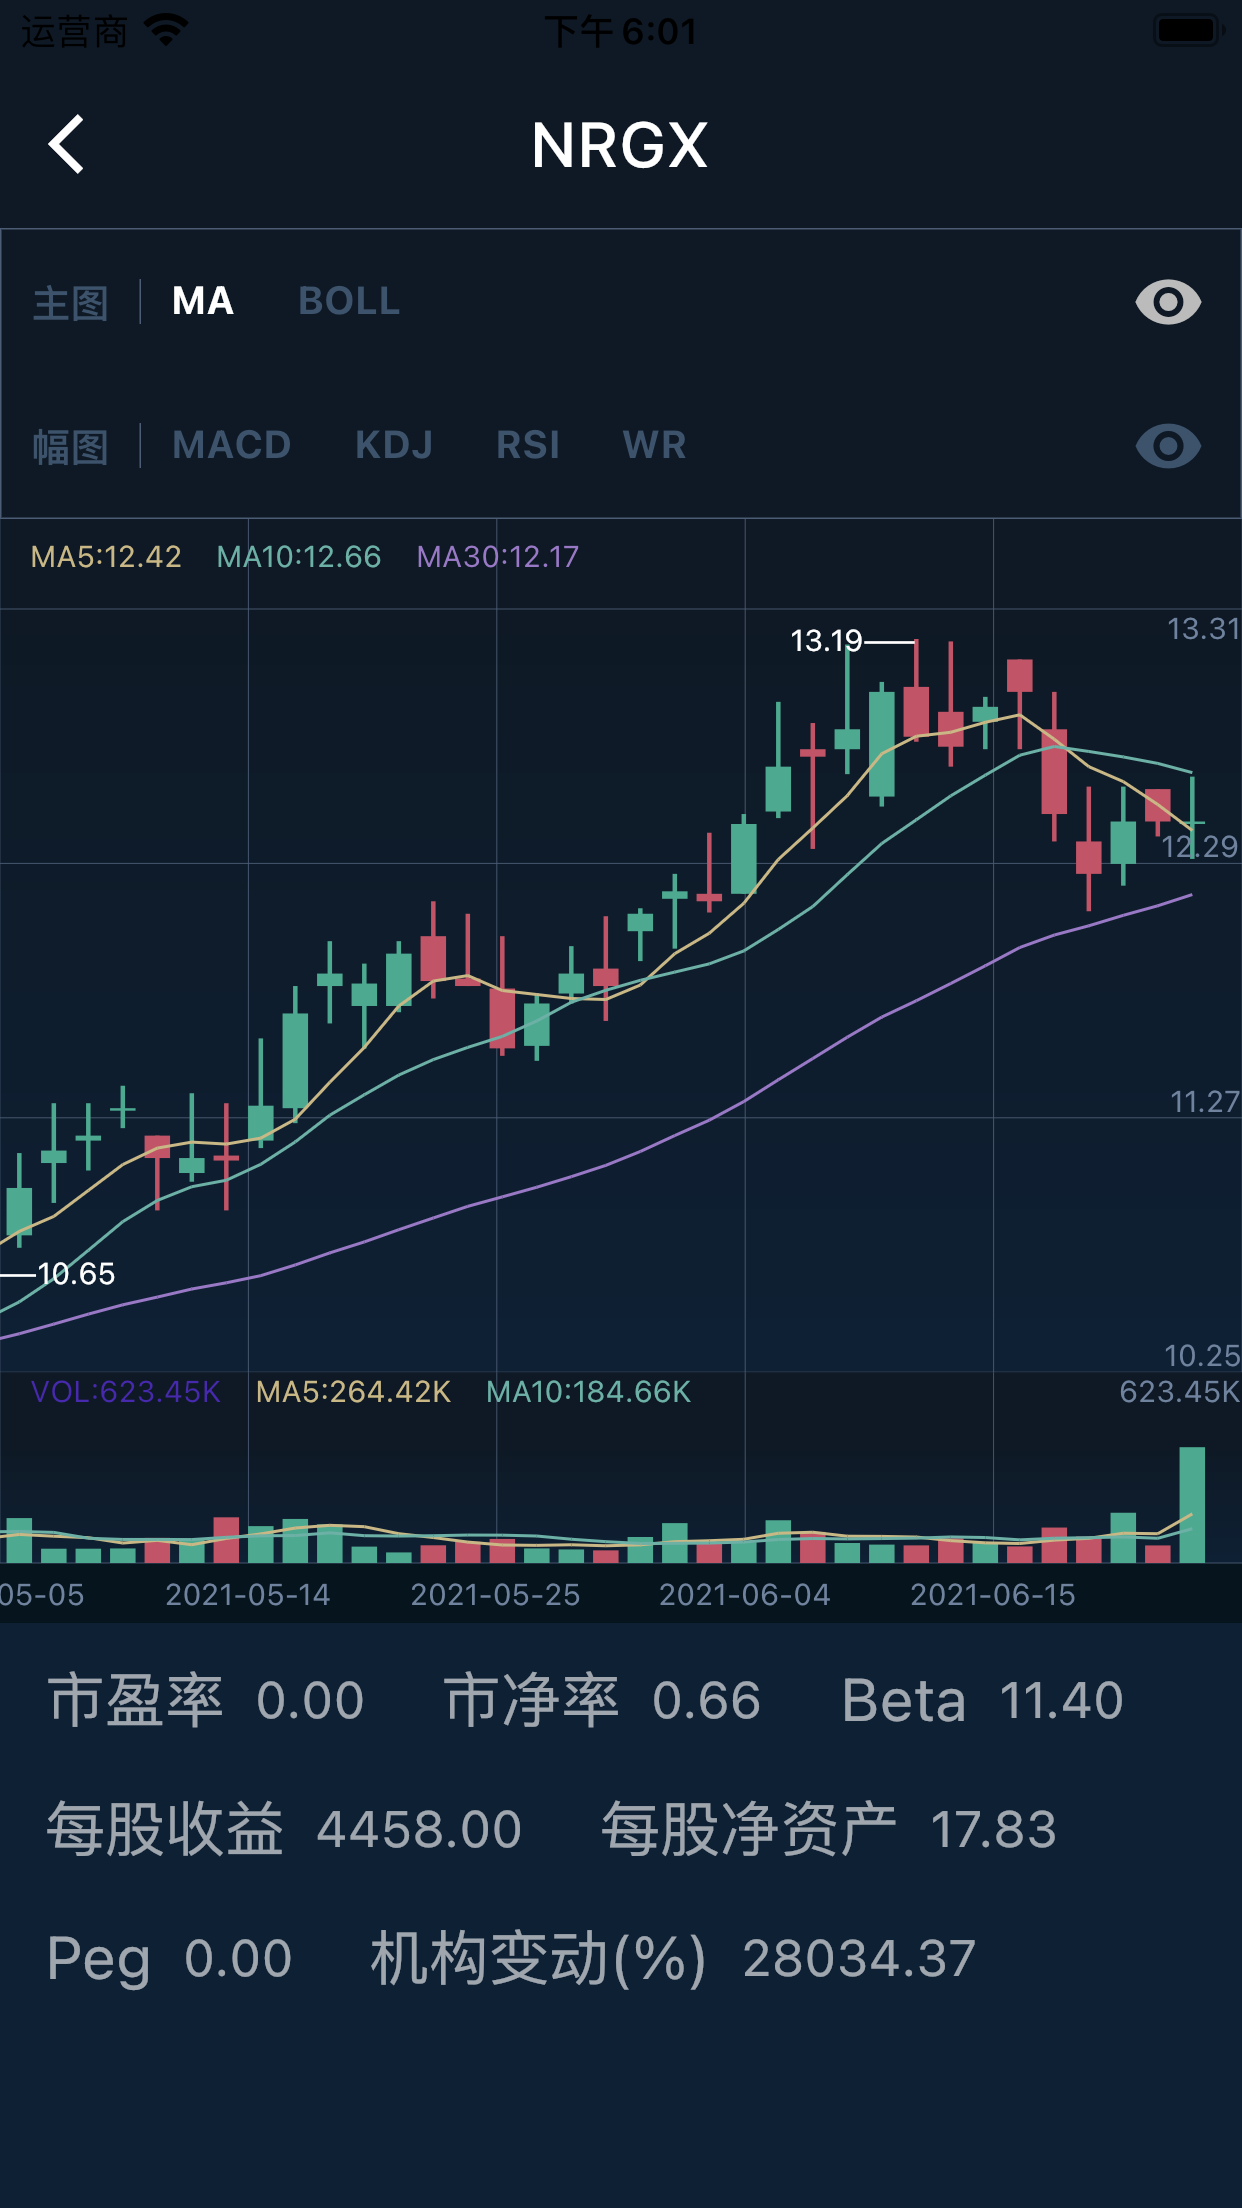 运营商 下午6:01
NRGX
主图 MA BOLL
幅图 MACD KDJ RSI WR
MA5:12.42 MA10:12.66 MA30:12.17
13.31
13.19
12.29
11.27
10.65
10.25
VOL:623.45K MA5:264.42K MA10:184.66K 623.45K
05-05 2021-05-14 2021-05-25 2021-06-04 2021-06-15
市盈率 0.00 市净率 0.66 Beta 11.40
每股收益 4458.00 每股净资产 17.83
Peg 0.00 机构变动(%) 28034.37